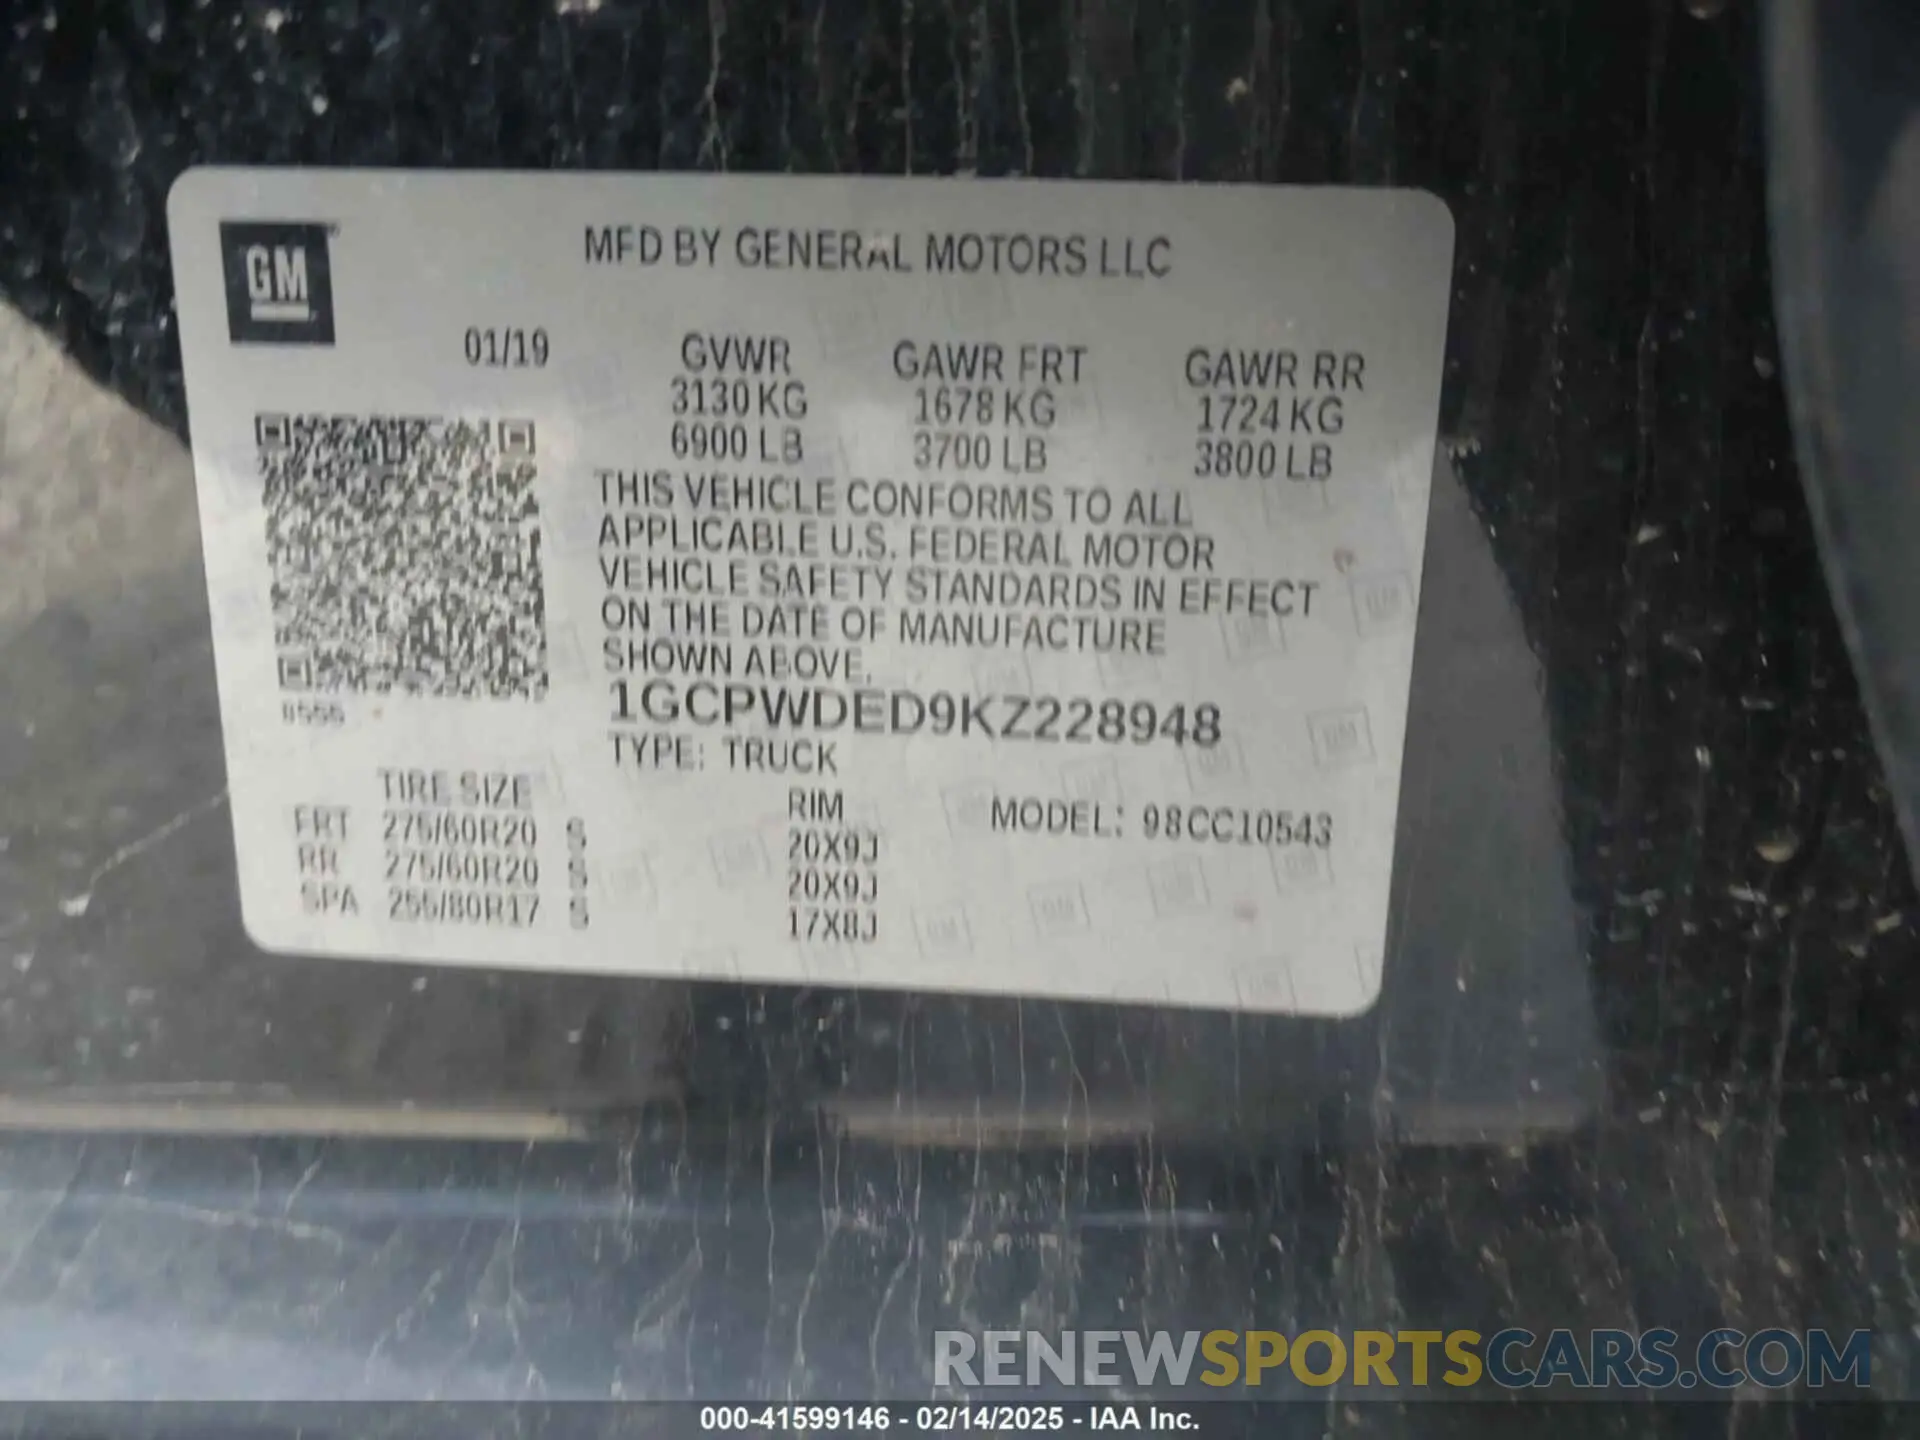 GM
MFD BY GENERAL MOTORS LLC
01/19
GVWR GAWR FRT GAWR RR
3130 KG 1678 KG 1724 KG
6900 LB 3700 LB 3800 LB
THIS VEHICLE CONFORMS TO ALL
APPLICABLE U.S. FEDERAL MOTOR
VEHICLE SAFETY STANDARDS IN EFFECT
ON THE DATE OF MANUFACTURE
SHOWN ABOVE.
1GCPWDED9KZ228948
TYPE: TRUCK
TIRE SIZE RIM MODEL: 98CC10543
FRT 275/60R20 S 20X9J
RR 275/60R20 S 20X9J
SPA 255/80R17 S 17X8J
RENEWSPORTSCARS.COM
000-41599146 - 02/14/2025 - IAA Inc.